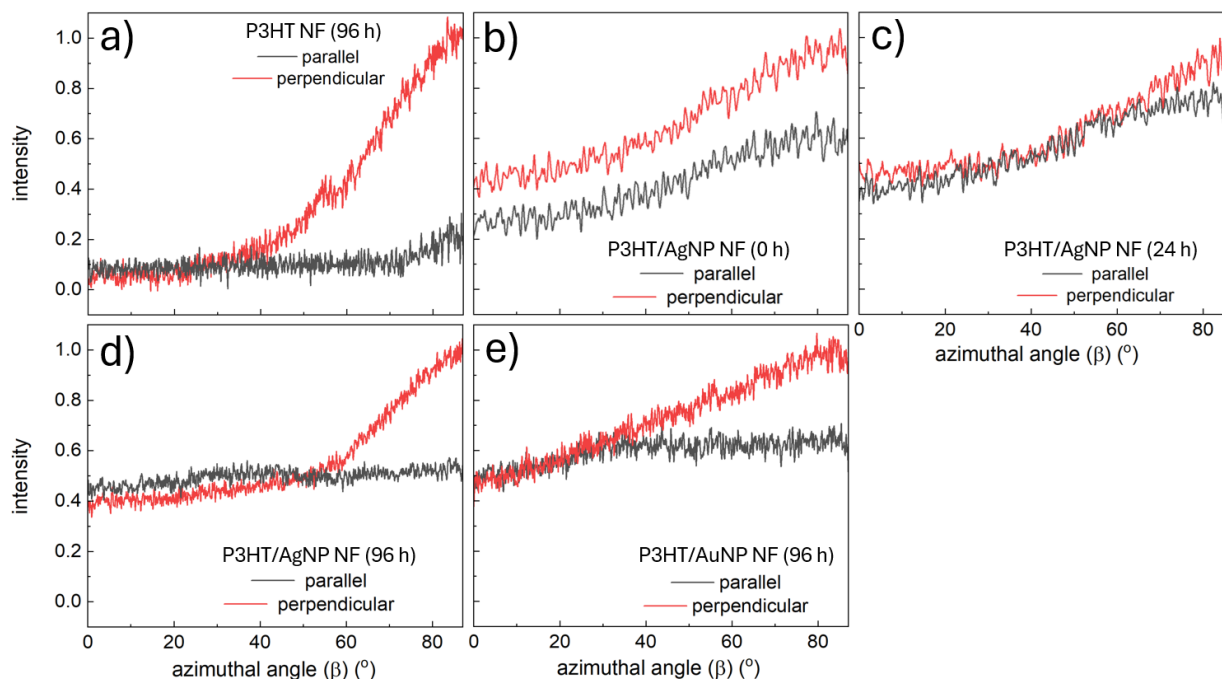 a)
P3HT NF (96 h)
parallel
perpendicular
intensity
1.0
0.8
0.6
0.4
0.2
0.0
b)
P3HT/AgNP NF (0 h)
parallel
perpendicular
c)
P3HT/AgNP NF (24 h)
parallel
perpendicular
0 20 40 60 80
azimuthal angle (β) (º)
d)
P3HT/AgNP NF (96 h)
parallel
perpendicular
intensity
1.0
0.8
0.6
0.4
0.2
0.0
0 20 40 60 80
azimuthal angle (β) (º)
e)
P3HT/AuNP NF (96 h)
parallel
perpendicular
0 20 40 60 80
azimuthal angle (β) (º)